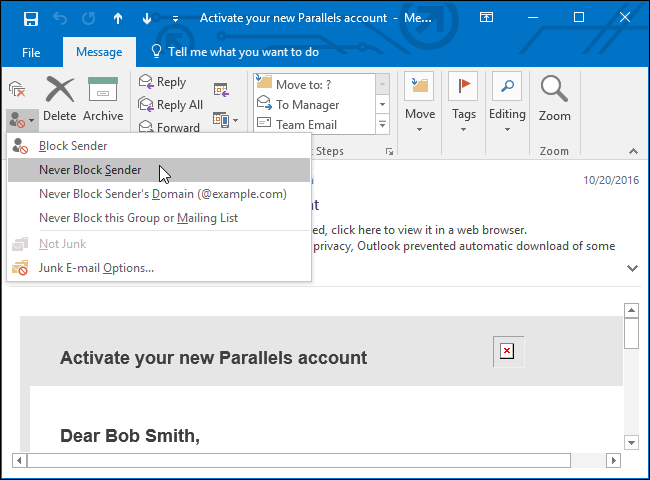 Activate your new Parallels account - Me...
File
Message
Tell me what you want to do
Delete
Archive
Reply
Reply All
Forward
Move to: ?
To Manager
Team Email
Move
Tags
Editing
Zoom
Steps
Zoom
Block Sender
Never Block Sender
Never Block Sender's Domain (@example.com)
Never Block this Group or Mailing List
Not Junk
Junk E-mail Options...
10/20/2016
ed, click here to view it in a web browser.
privacy, Outlook prevented automatic download of some
Activate your new Parallels account
Dear Bob Smith,